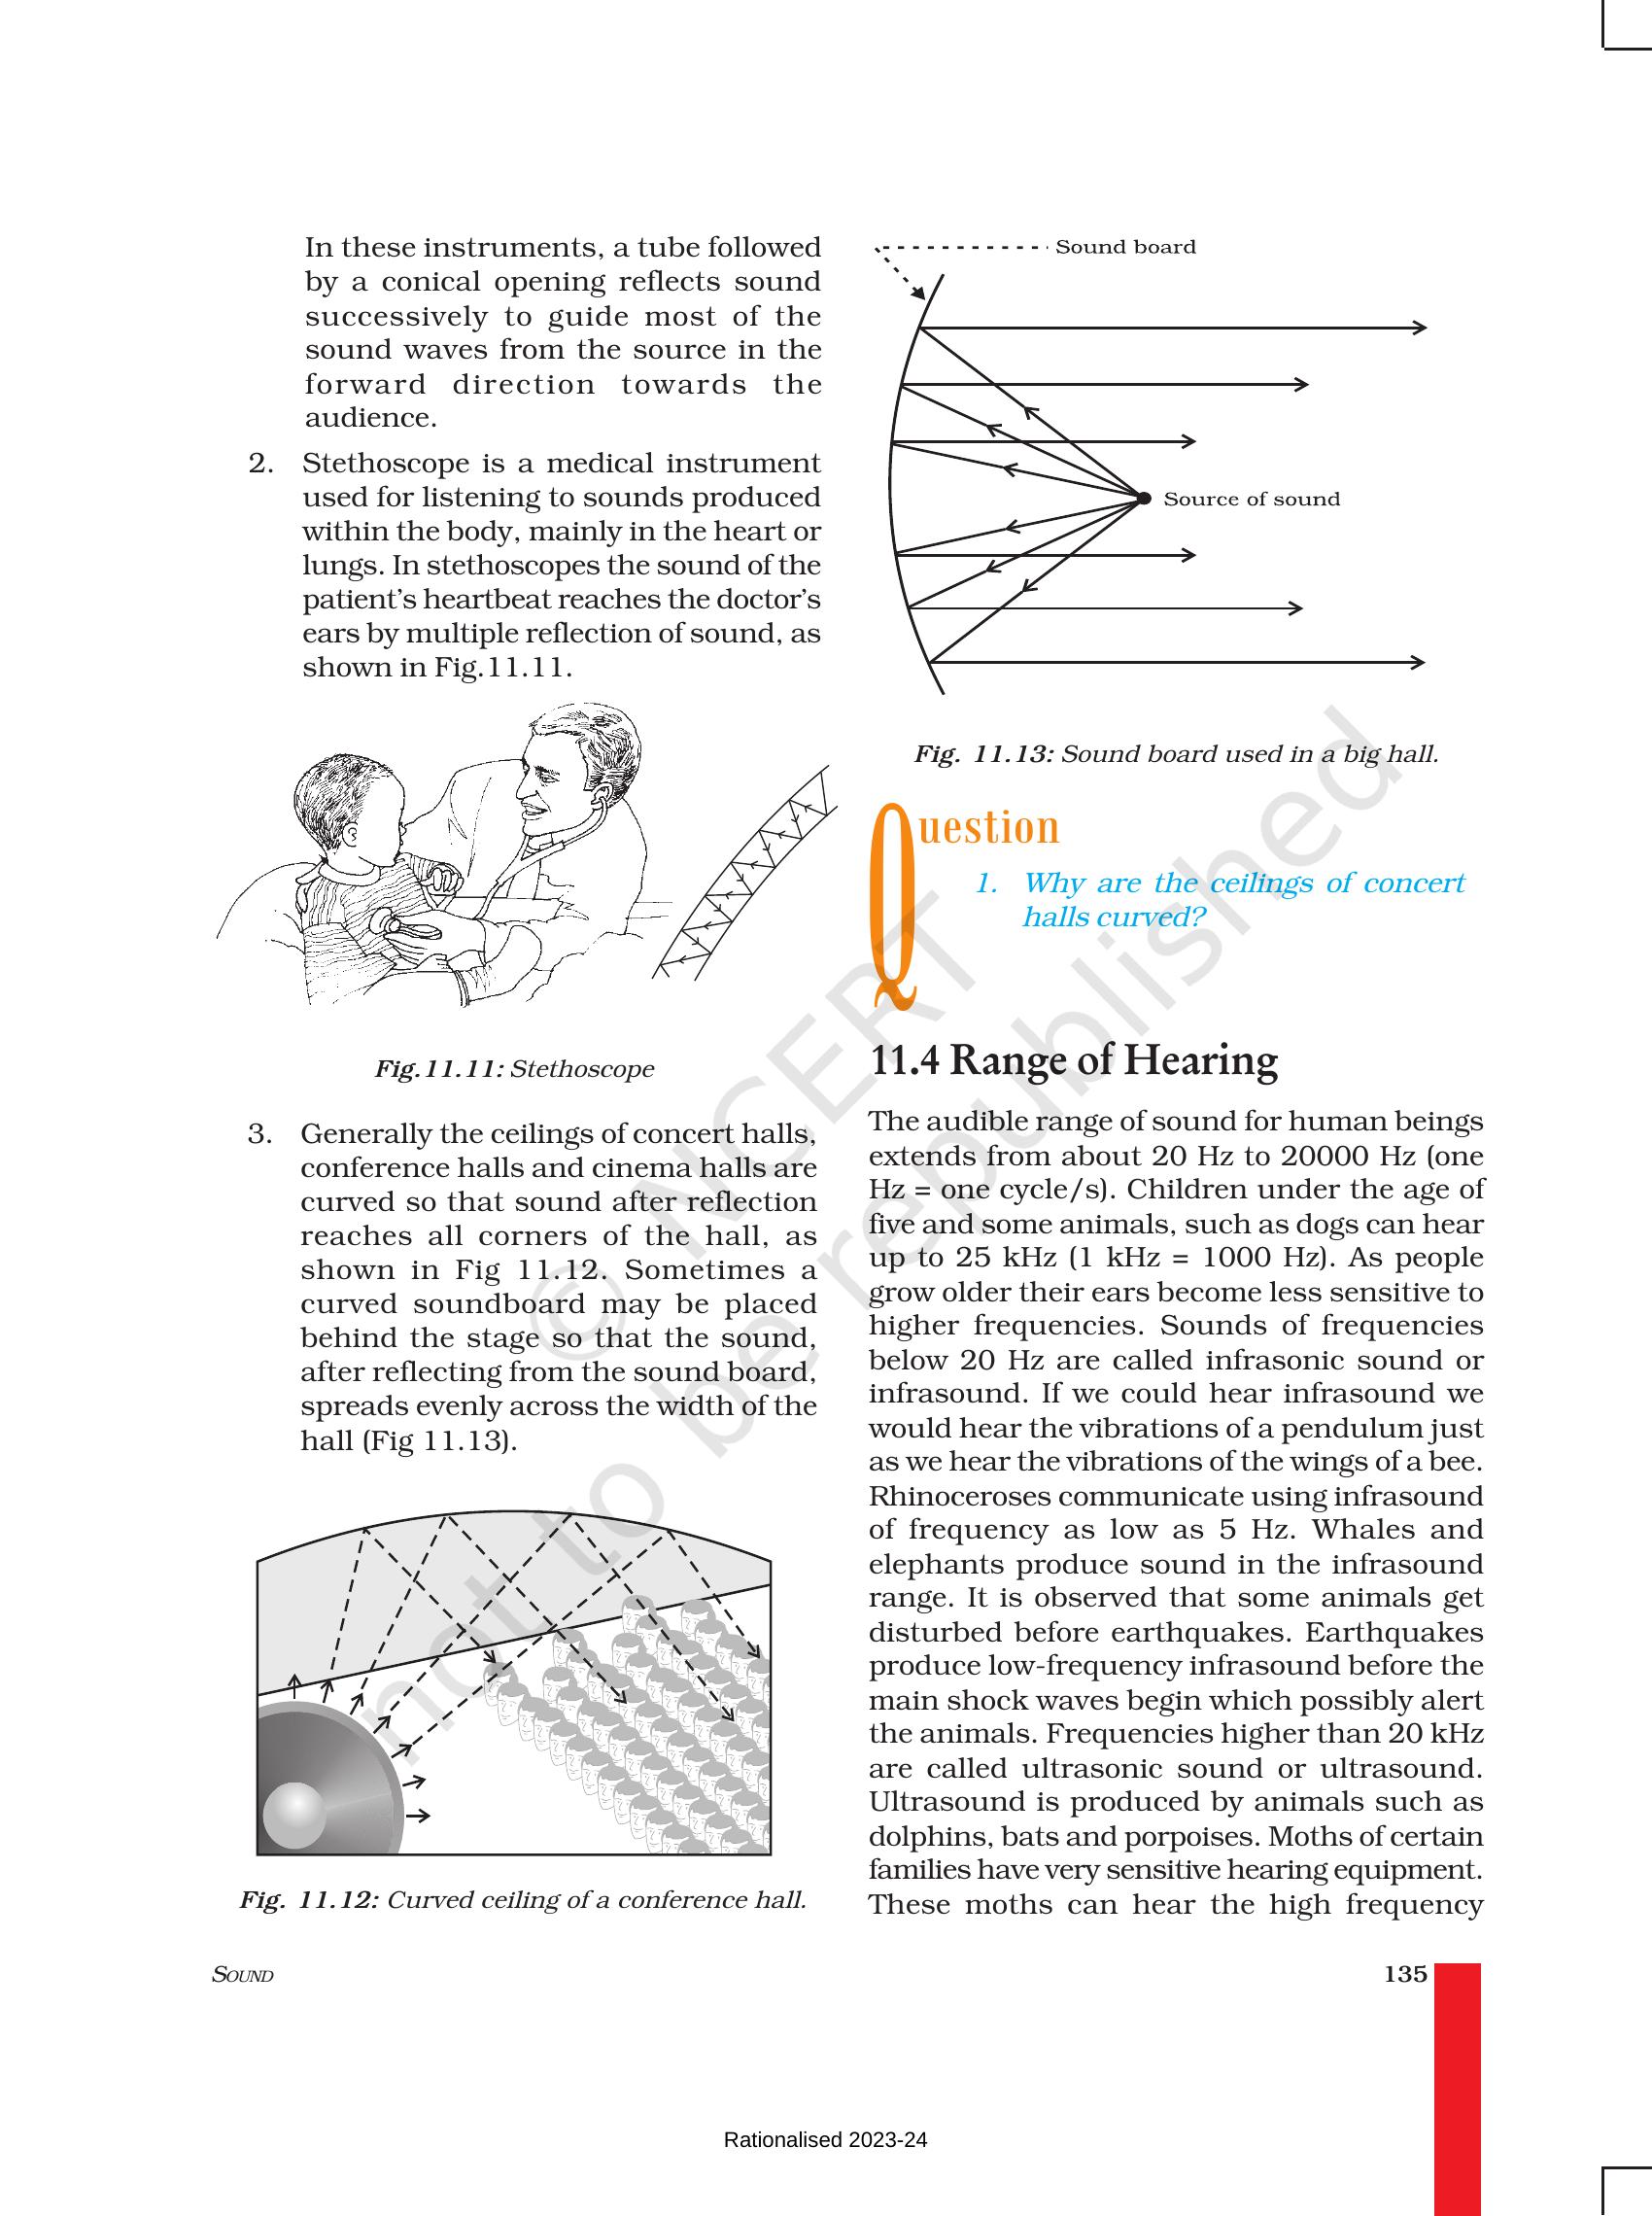 In these instruments, a tube followed
by a conical opening reflects sound
successively to guide most of the
sound waves from the source in the
forward direction towards the
audience.
2. Stethoscope is a medical instrument
used for listening to sounds produced
within the body, mainly in the heart or
lungs. In stethoscopes the sound of the
patient’s heartbeat reaches the doctor’s
ears by multiple reflection of sound, as
shown in Fig.11.11.
Fig.11.11: Stethoscope
3. Generally the ceilings of concert halls,
conference halls and cinema halls are
curved so that sound after reflection
reaches all corners of the hall, as
shown in Fig 11.12. Sometimes a
curved soundboard may be placed
behind the stage so that the sound,
after reflecting from the sound board,
spreads evenly across the width of the
hall (Fig 11.13).
Fig. 11.12: Curved ceiling of a conference hall.
Sound board
Source of sound
Fig. 11.13: Sound board used in a big hall.
Question
1. Why are the ceilings of concert
halls curved?
11.4 Range of Hearing
The audible range of sound for human beings
extends from about 20 Hz to 20000 Hz (one
Hz = one cycle/s). Children under the age of
five and some animals, such as dogs can hear
up to 25 kHz (1 kHz = 1000 Hz). As people
grow older their ears become less sensitive to
higher frequencies. Sounds of frequencies
below 20 Hz are called infrasonic sound or
infrasound. If we could hear infrasound we
would hear the vibrations of a pendulum just
as we hear the vibrations of the wings of a bee.
Rhinoceroses communicate using infrasound
of frequency as low as 5 Hz. Whales and
elephants produce sound in the infrasound
range. It is observed that some animals get
disturbed before earthquakes. Earthquakes
produce low-frequency infrasound before the
main shock waves begin which possibly alert
the animals. Frequencies higher than 20 kHz
are called ultrasonic sound or ultrasound.
Ultrasound is produced by animals such as
dolphins, bats and porpoises. Moths of certain
families have very sensitive hearing equipment.
These moths can hear the high frequency
© NCERT
not to be republished
SOUND
135
Rationalised 2023-24